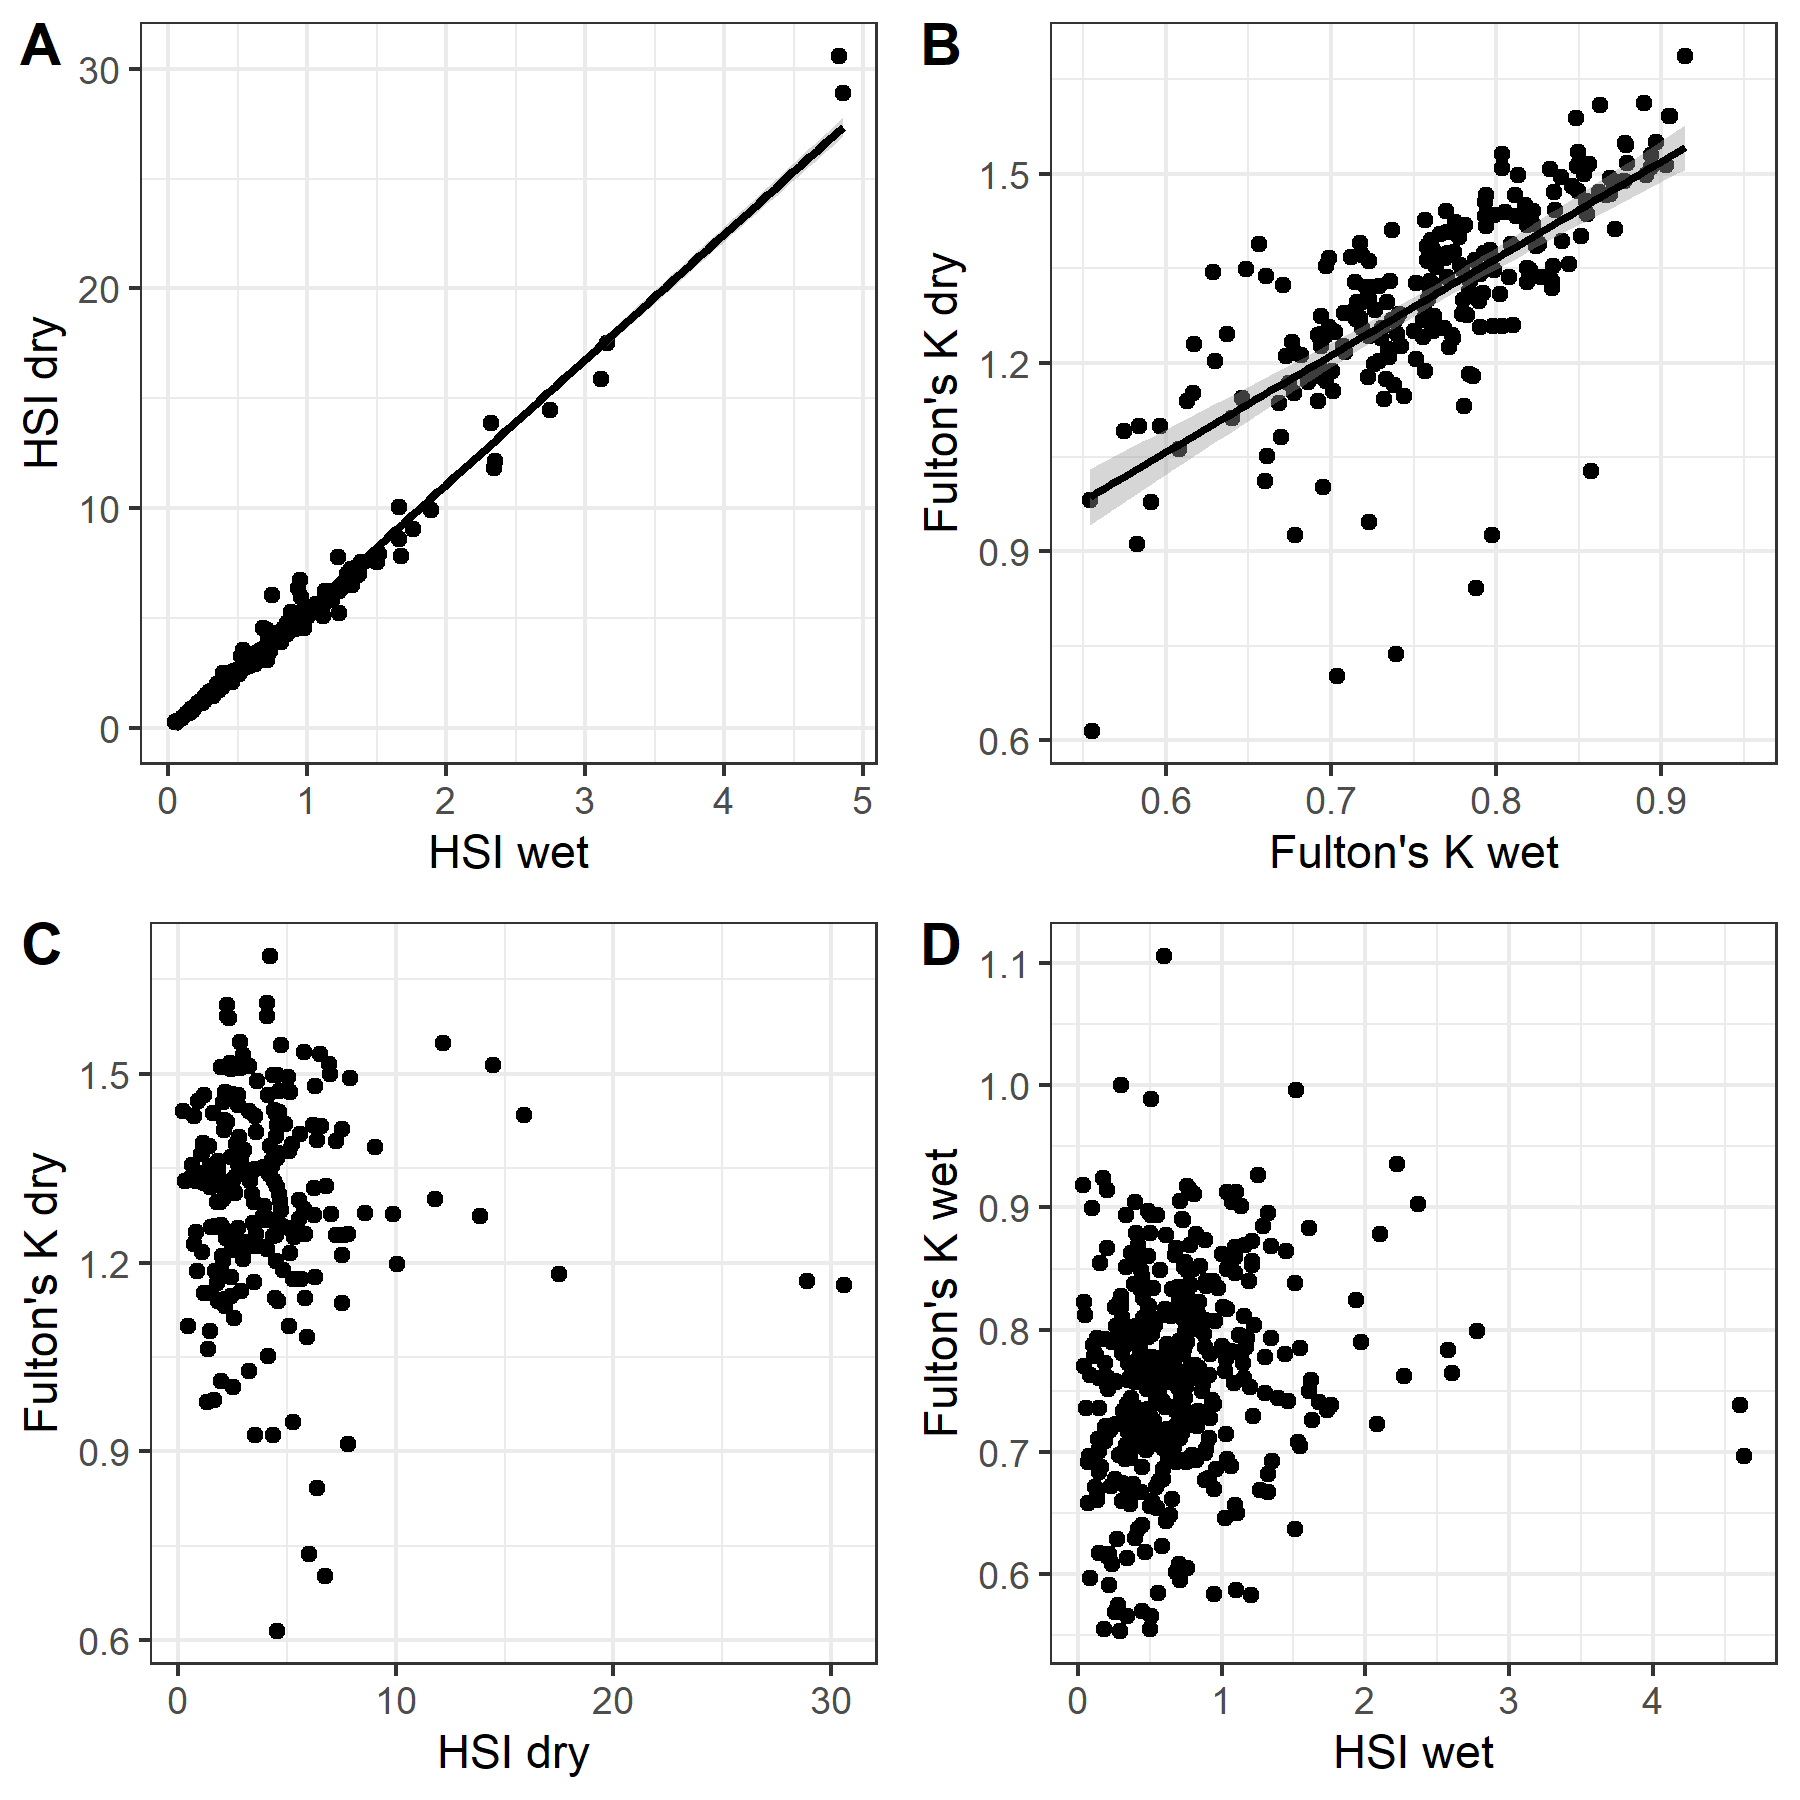 A
30
20
10
0
HSI dry
0 1 2 3 4 5
HSI wet
B
1.5
1.2
0.9
0.6
Fulton's K dry
0.6 0.7 0.8 0.9
Fulton's K wet
C
1.5
1.2
0.9
0.6
Fulton's K dry
0 10 20 30
HSI dry
D
1.1
1.0
0.9
0.8
0.7
0.6
Fulton's K wet
0 1 2 3 4
HSI wet